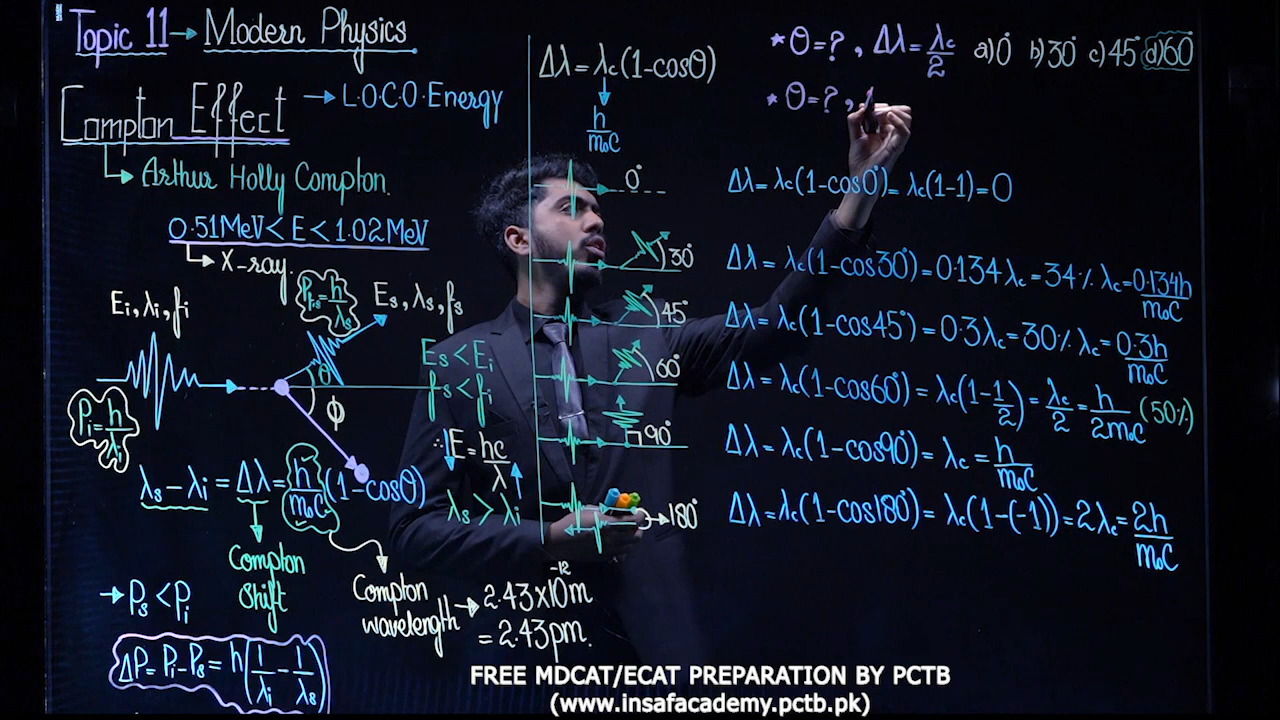 Topic 11 → Modern Physics
Compton Effect → L.O.C.O Energy
Arthur Holly Compton.
0.51MeV < E < 1.02MeV
X-ray.
Ei, λi, fi
Ps = h/λs
Es, λs, fs
θ
ϕ
Pi = h/λi
Es < Ei
fs < fi
∴ E = hc/λ
λs > λi
λs - λi = Δλ = h/m₀c (1-cosθ)
Compton Shift
Compton wavelength → 2.43x10⁻¹²m
= 2.43pm.
→ Ps < Pi
ΔP = Pi - Ps = h(1/λi - 1/λs)
Δλ = λc(1-cosθ)
h/m₀c
0°
30°
45°
60°
90°
180°
* θ=?, Δλ = λc/2 a)0° b)30° c)45° d)60°
* θ=?,
Δλ = λc(1-cos0°) = λc(1-1) = 0
Δλ = λc(1-cos30°) = 0.134λc = 34% λc = 0.134h/m₀c
Δλ = λc(1-cos45°) = 0.3λc = 30% λc = 0.3h/m₀c
Δλ = λc(1-cos60°) = λc(1-1/2) = λc/2 = h/2m₀c (50%)
Δλ = λc(1-cos90°) = λc = h/m₀c
Δλ = λc(1-cos180°) = λc(1-(-1)) = 2λc = 2h/m₀c
FREE MDCAT/ECAT PREPARATION BY PCTB
(www.insafacademy.pctb.pk)